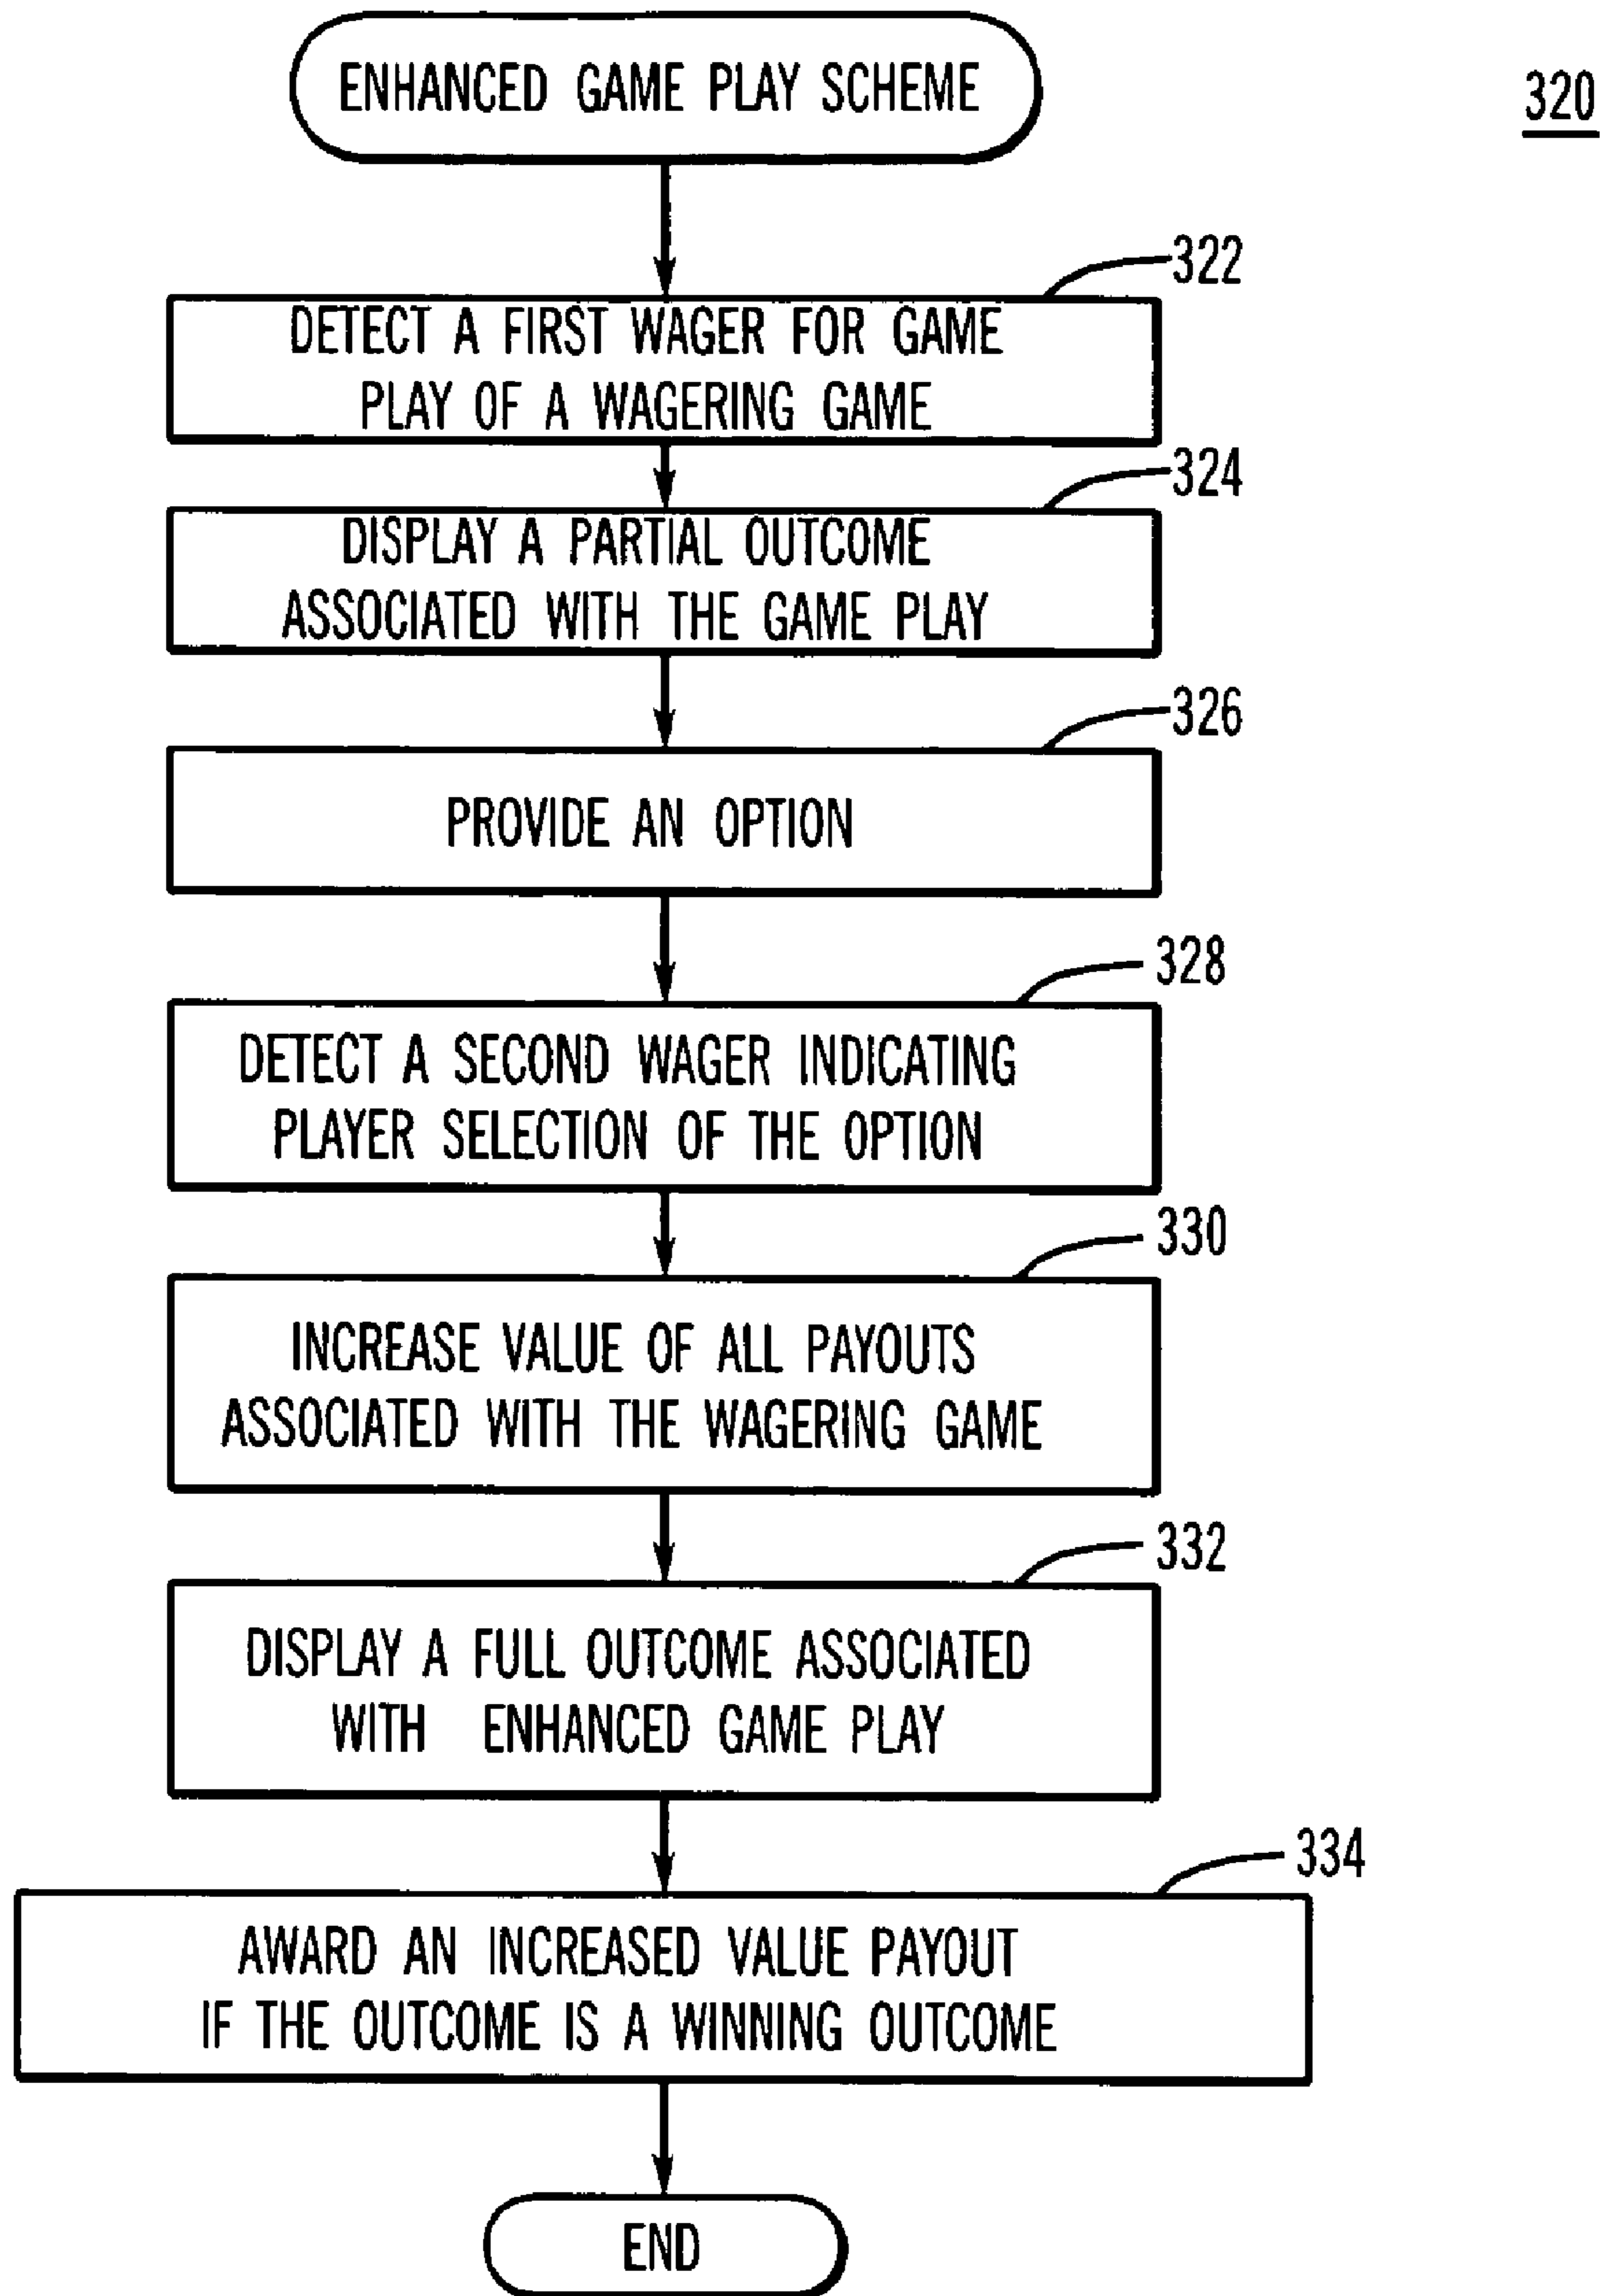 ENHANCED GAME PLAY SCHEME
320
322
DETECT A FIRST WAGER FOR GAME
PLAY OF A WAGERING GAME
324
DISPLAY A PARTIAL OUTCOME
ASSOCIATED WITH THE GAME PLAY
326
PROVIDE AN OPTION
328
DETECT A SECOND WAGER INDICATING
PLAYER SELECTION OF THE OPTION
330
INCREASE VALUE OF ALL PAYOUTS
ASSOCIATED WITH THE WAGERING GAME
332
DISPLAY A FULL OUTCOME ASSOCIATED
WITH ENHANCED GAME PLAY
334
AWARD AN INCREASED VALUE PAYOUT
IF THE OUTCOME IS A WINNING OUTCOME
END